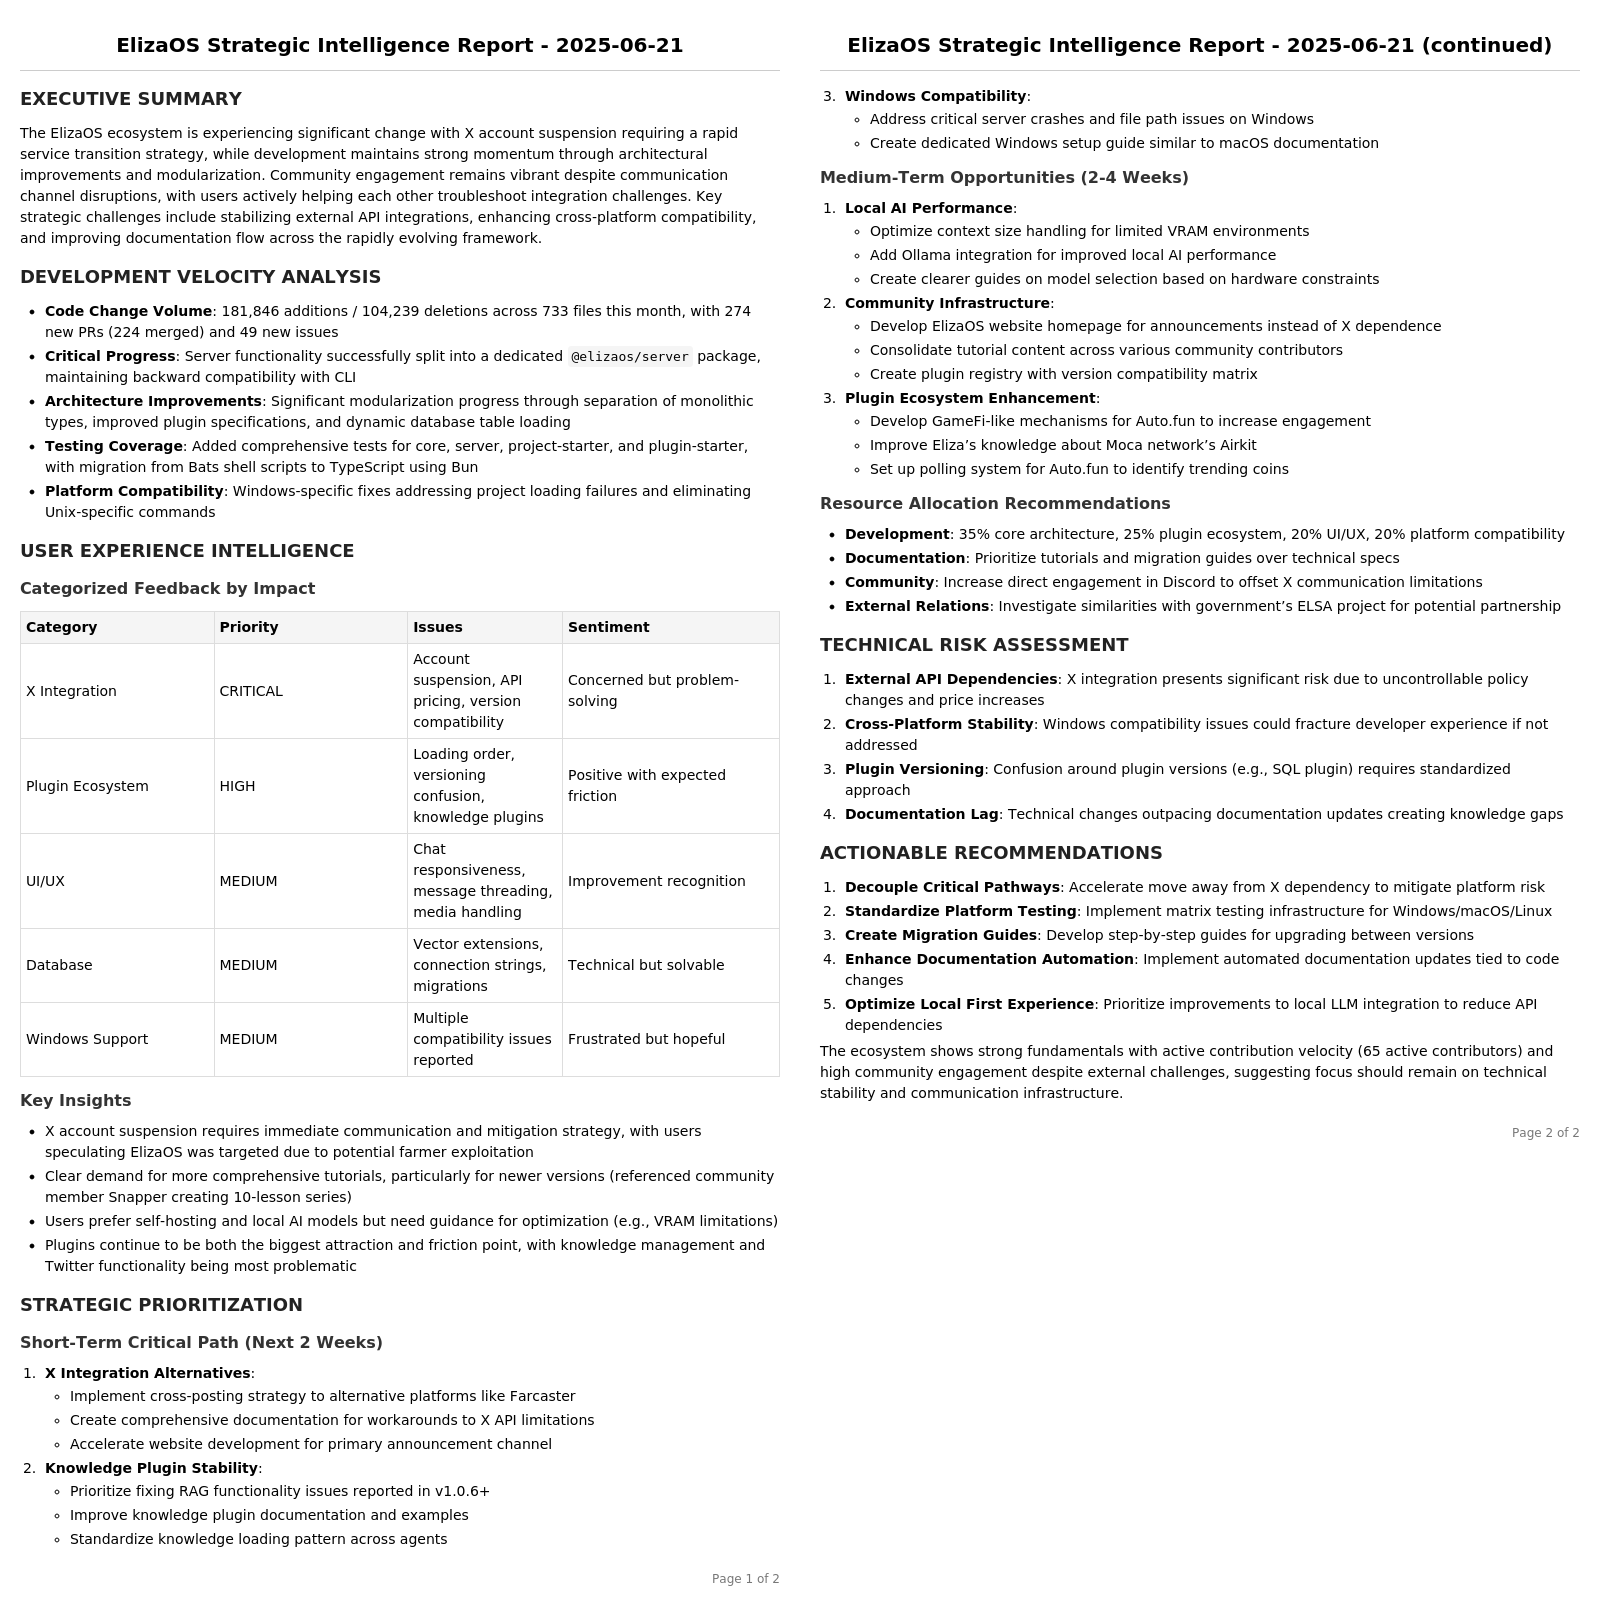 ElizaOS Strategic Intelligence Report - 2025-06-21
EXECUTIVE SUMMARY
The ElizaOS ecosystem is experiencing significant change with X account suspension requiring a rapid
service transition strategy, while development maintains strong momentum through architectural
improvements and modularization. Community engagement remains vibrant despite communication
channel disruptions, with users actively helping each other troubleshoot integration challenges. Key
strategic challenges include stabilizing external API integrations, enhancing cross-platform compatibility,
and improving documentation flow across the rapidly evolving framework.
DEVELOPMENT VELOCITY ANALYSIS
• Code Change Volume: 181,846 additions / 104,239 deletions across 733 files this month, with 274
new PRs (224 merged) and 49 new issues
• Critical Progress: Server functionality successfully split into a dedicated @elizaos/server package,
maintaining backward compatibility with CLI
• Architecture Improvements: Significant modularization progress through separation of monolithic
types, improved plugin specifications, and dynamic database table loading
• Testing Coverage: Added comprehensive tests for core, server, project-starter, and plugin-starter,
with migration from Bats shell scripts to TypeScript using Bun
• Platform Compatibility: Windows-specific fixes addressing project loading failures and eliminating
Unix-specific commands
USER EXPERIENCE INTELLIGENCE
Categorized Feedback by Impact
Category Priority Issues Sentiment
X Integration CRITICAL Account
suspension, API
pricing, version
compatibility
Concerned but problem-
solving
Plugin Ecosystem HIGH Loading order,
versioning
confusion,
knowledge plugins
Positive with expected
friction
UI/UX MEDIUM Chat
responsiveness,
message threading,
media handling
Improvement recognition
Database MEDIUM Vector extensions,
connection strings,
migrations
Technical but solvable
Windows Support MEDIUM Multiple
compatibility issues
reported
Frustrated but hopeful
Key Insights
• X account suspension requires immediate communication and mitigation strategy, with users
speculating ElizaOS was targeted due to potential farmer exploitation
• Clear demand for more comprehensive tutorials, particularly for newer versions (referenced community
member Snapper creating 10-lesson series)
• Users prefer self-hosting and local AI models but need guidance for optimization (e.g., VRAM limitations)
• Plugins continue to be both the biggest attraction and friction point, with knowledge management and
Twitter functionality being most problematic
STRATEGIC PRIORITIZATION
Short-Term Critical Path (Next 2 Weeks)
1. X Integration Alternatives:
◦ Implement cross-posting strategy to alternative platforms like Farcaster
◦ Create comprehensive documentation for workarounds to X API limitations
◦ Accelerate website development for primary announcement channel
2. Knowledge Plugin Stability:
◦ Prioritize fixing RAG functionality issues reported in v1.0.6+
◦ Improve knowledge plugin documentation and examples
◦ Standardize knowledge loading pattern across agents
Page 1 of 2
ElizaOS Strategic Intelligence Report - 2025-06-21 (continued)
3. Windows Compatibility:
◦ Address critical server crashes and file path issues on Windows
◦ Create dedicated Windows setup guide similar to macOS documentation
Medium-Term Opportunities (2-4 Weeks)
1. Local AI Performance:
◦ Optimize context size handling for limited VRAM environments
◦ Add Ollama integration for improved local AI performance
◦ Create clearer guides on model selection based on hardware constraints
2. Community Infrastructure:
◦ Develop ElizaOS website homepage for announcements instead of X dependence
◦ Consolidate tutorial content across various community contributors
◦ Create plugin registry with version compatibility matrix
3. Plugin Ecosystem Enhancement:
◦ Develop GameFi-like mechanisms for Auto.fun to increase engagement
◦ Improve Eliza’s knowledge about Moca network’s Airkit
◦ Set up polling system for Auto.fun to identify trending coins
Resource Allocation Recommendations
• Development: 35% core architecture, 25% plugin ecosystem, 20% UI/UX, 20% platform compatibility
• Documentation: Prioritize tutorials and migration guides over technical specs
• Community: Increase direct engagement in Discord to offset X communication limitations
• External Relations: Investigate similarities with government’s ELSA project for potential partnership
TECHNICAL RISK ASSESSMENT
1. External API Dependencies: X integration presents significant risk due to uncontrollable policy
changes and price increases
2. Cross-Platform Stability: Windows compatibility issues could fracture developer experience if not
addressed
3. Plugin Versioning: Confusion around plugin versions (e.g., SQL plugin) requires standardized
approach
4. Documentation Lag: Technical changes outpacing documentation updates creating knowledge gaps
ACTIONABLE RECOMMENDATIONS
1. Decouple Critical Pathways: Accelerate move away from X dependency to mitigate platform risk
2. Standardize Platform Testing: Implement matrix testing infrastructure for Windows/macOS/Linux
3. Create Migration Guides: Develop step-by-step guides for upgrading between versions
4. Enhance Documentation Automation: Implement automated documentation updates tied to code
changes
5. Optimize Local First Experience: Prioritize improvements to local LLM integration to reduce API
dependencies
The ecosystem shows strong fundamentals with active contribution velocity (65 active contributors) and
high community engagement despite external challenges, suggesting focus should remain on technical
stability and communication infrastructure.
Page 2 of 2